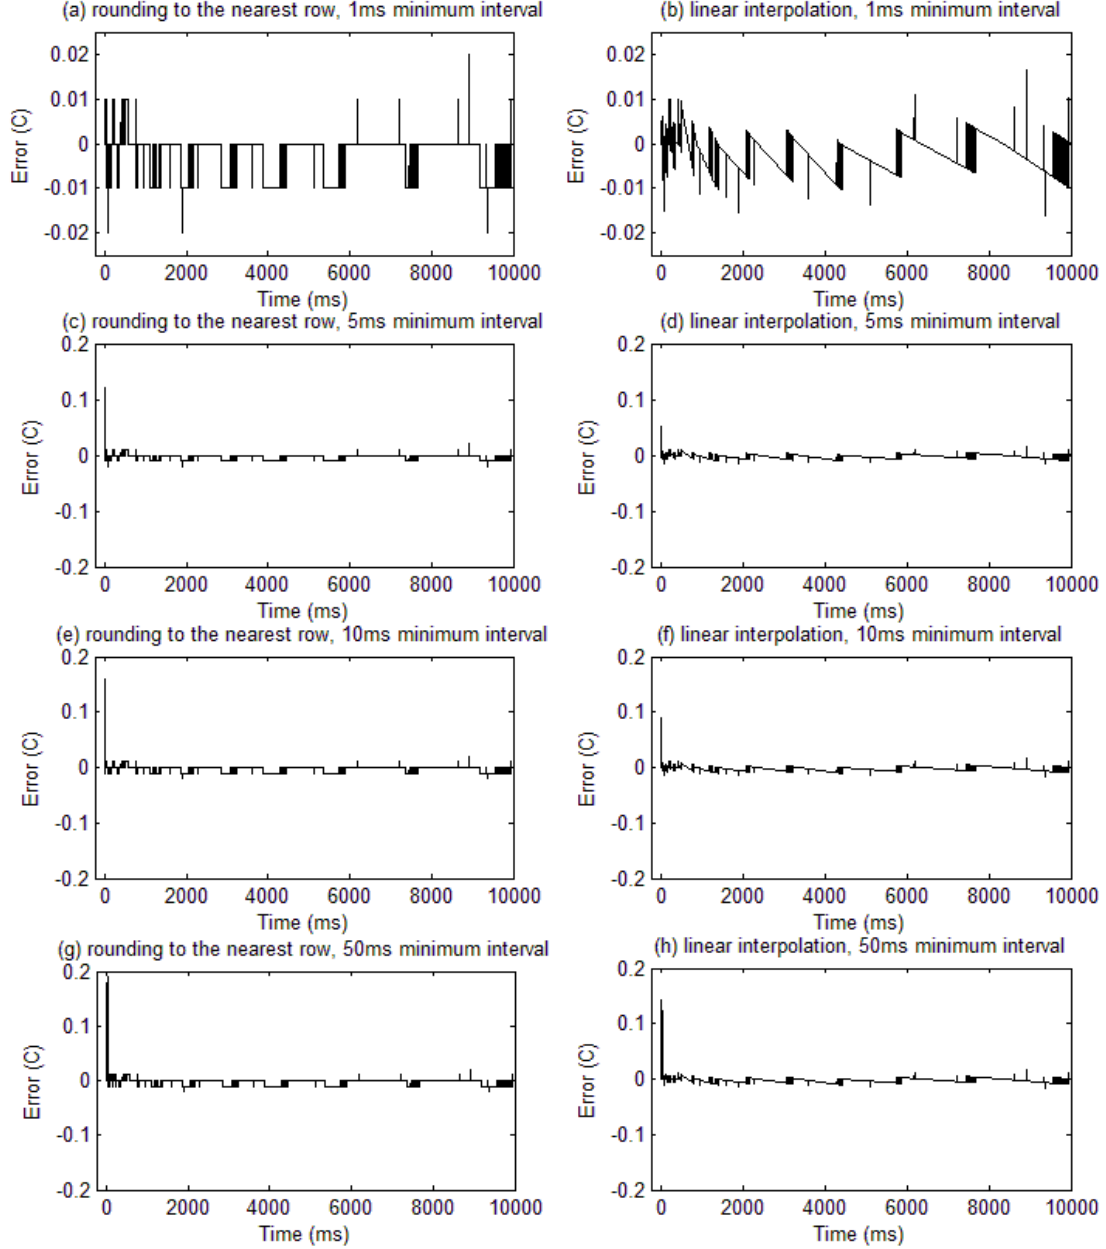 (a) rounding to the nearest row, 1ms minimum interval
0.02
0.01
0
-0.01
-0.02
Error (C)
0 2000 4000 6000 8000 10000
Time (ms)
(b) linear interpolation, 1ms minimum interval
0.02
0.01
0
-0.01
-0.02
Error (C)
0 2000 4000 6000 8000 10000
Time (ms)
(c) rounding to the nearest row, 5ms minimum interval
0.2
0.1
0
-0.1
-0.2
Error (C)
0 2000 4000 6000 8000 10000
Time (ms)
(d) linear interpolation, 5ms minimum interval
0.2
0.1
0
-0.1
-0.2
Error (C)
0 2000 4000 6000 8000 10000
Time (ms)
(e) rounding to the nearest row, 10ms minimum interval
0.2
0.1
0
-0.1
-0.2
Error (C)
0 2000 4000 6000 8000 10000
Time (ms)
(f) linear interpolation, 10ms minimum interval
0.2
0.1
0
-0.1
-0.2
Error (C)
0 2000 4000 6000 8000 10000
Time (ms)
(g) rounding to the nearest row, 50ms minimum interval
0.2
0.1
0
-0.1
-0.2
Error (C)
0 2000 4000 6000 8000 10000
Time (ms)
(h) linear interpolation, 50ms minimum interval
0.2
0.1
0
-0.1
-0.2
Error (C)
0 2000 4000 6000 8000 10000
Time (ms)